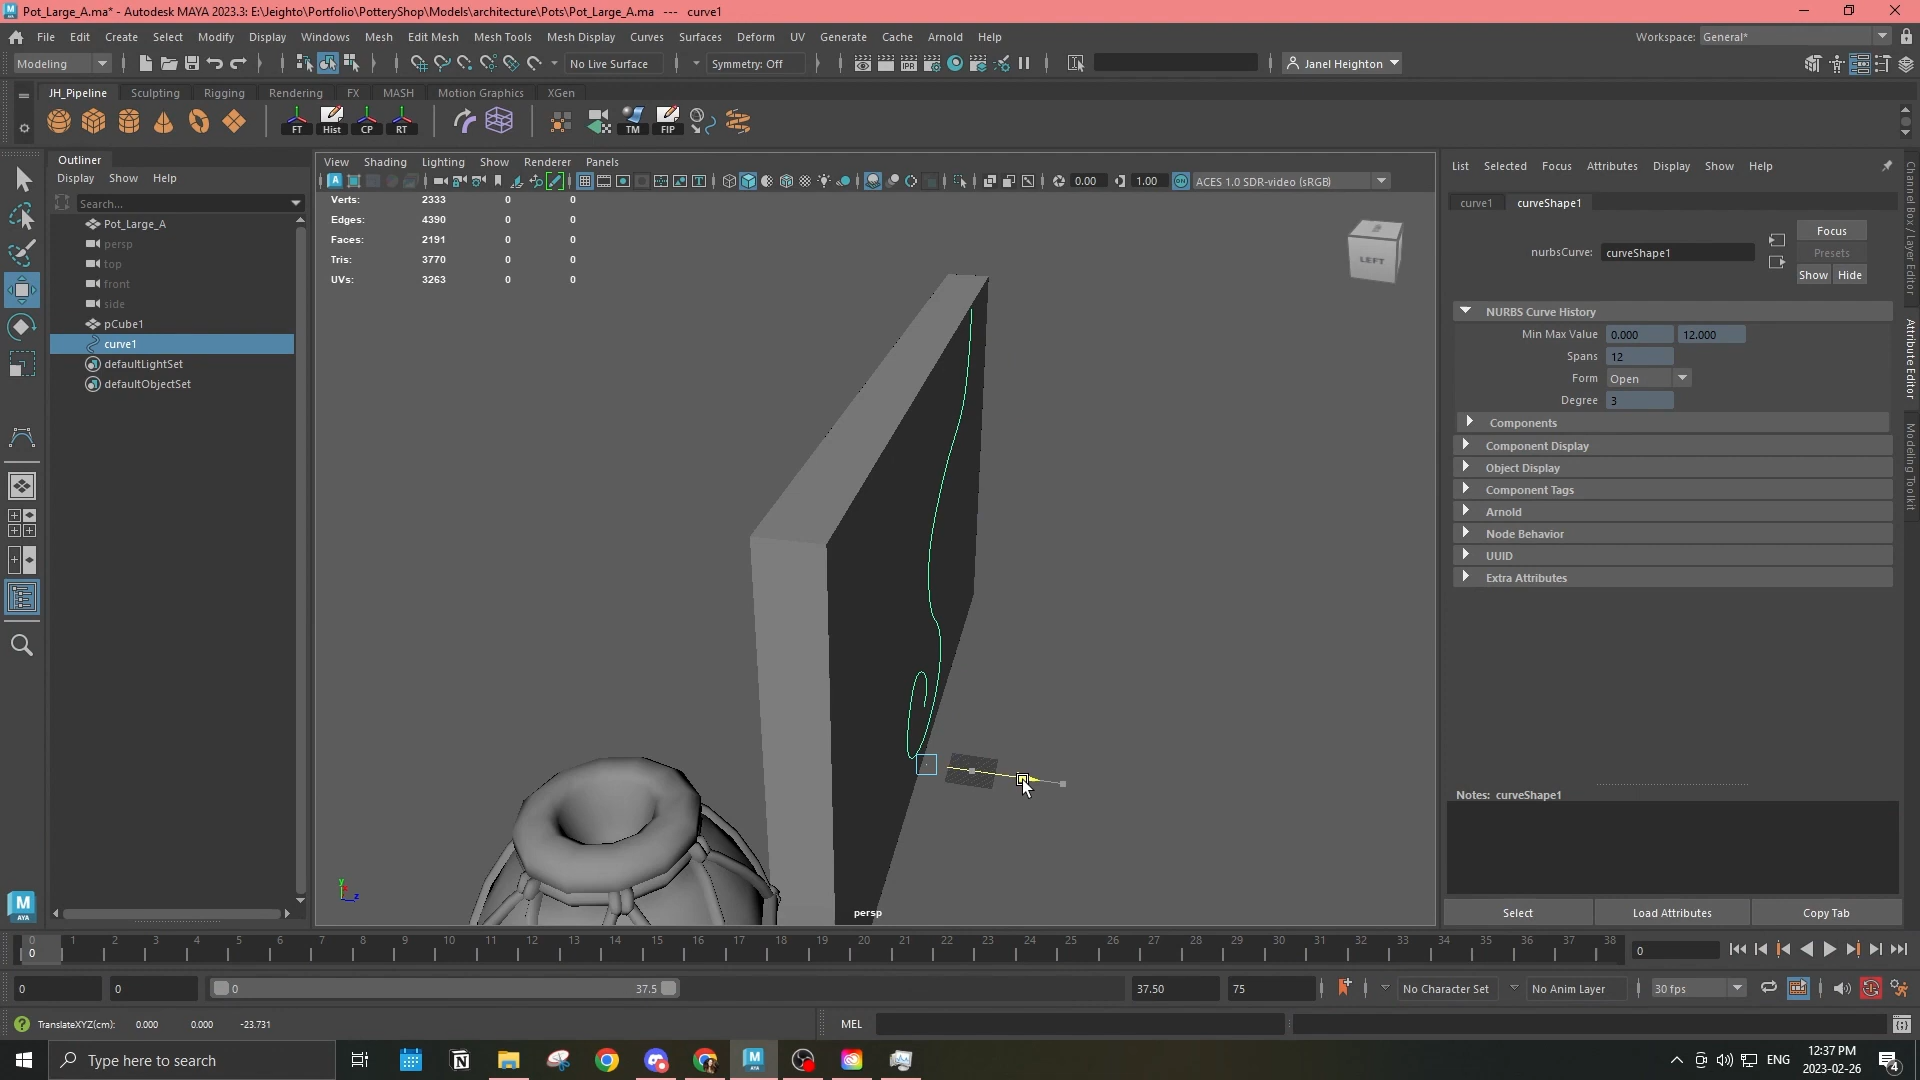 Pot_Large_A.ma* - Autodesk MAYA 2023.3: E:\Jeighto\Portfolio\PotteryShop\Models\architecture\Pots\Pot_Large_A.ma --- curve1
File Edit Create Select Modify Display Windows Mesh Edit Mesh Mesh Tools Mesh Display Curves Surfaces Deform UV Generate Cache Arnold Help
Workspace: General*
Modeling
No Live Surface
Symmetry: Off
IPR
Janel Heighton
JH_Pipeline Sculpting Rigging Rendering FX MASH Motion Graphics XGen
FT Hist CP RT TM FIP
Outliner
Display Show Help
Search...
Pot_Large_A
persp
top
front
side
pCube1
curve1
defaultLightSet
defaultObjectSet
View Shading Lighting Show Renderer Panels
0.00 1.00 ACES 1.0 SDR-video (sRGB)
Verts: 2333 0 0
Edges: 4390 0 0
Faces: 2191 0 0
Tris: 3770 0 0
UVs: 3263 0 0
LEFT
y
z
persp
List Selected Focus Attributes Display Show Help
curve1 curveShape1
Focus
nurbsCurve: curveShape1
Presets
Show Hide
NURBS Curve History
Min Max Value 0.000 12.000
Spans 12
Form Open
Degree 3
Components
Component Display
Object Display
Component Tags
Arnold
Node Behavior
UUID
Extra Attributes
Notes: curveShape1
Select Load Attributes Copy Tab
Channel Box / Layer Editor
Attribute Editor
Modeling Toolkit
M
AYA
0 1 2 3 4 5 6 7 8 9 10 11 12 13 14 15 16 17 18 19 20 21 22 23 24 25 26 27 28 29 30 31 32 33 34 35 36 37 38
0
0
0 0 0 37.5 37.50 75 No Character Set No Anim Layer 30 fps
TranslateXYZ(cm): 0.000 0.000 -23.731
MEL
Type here to search
ENG
12:37 PM
2023-02-26
4